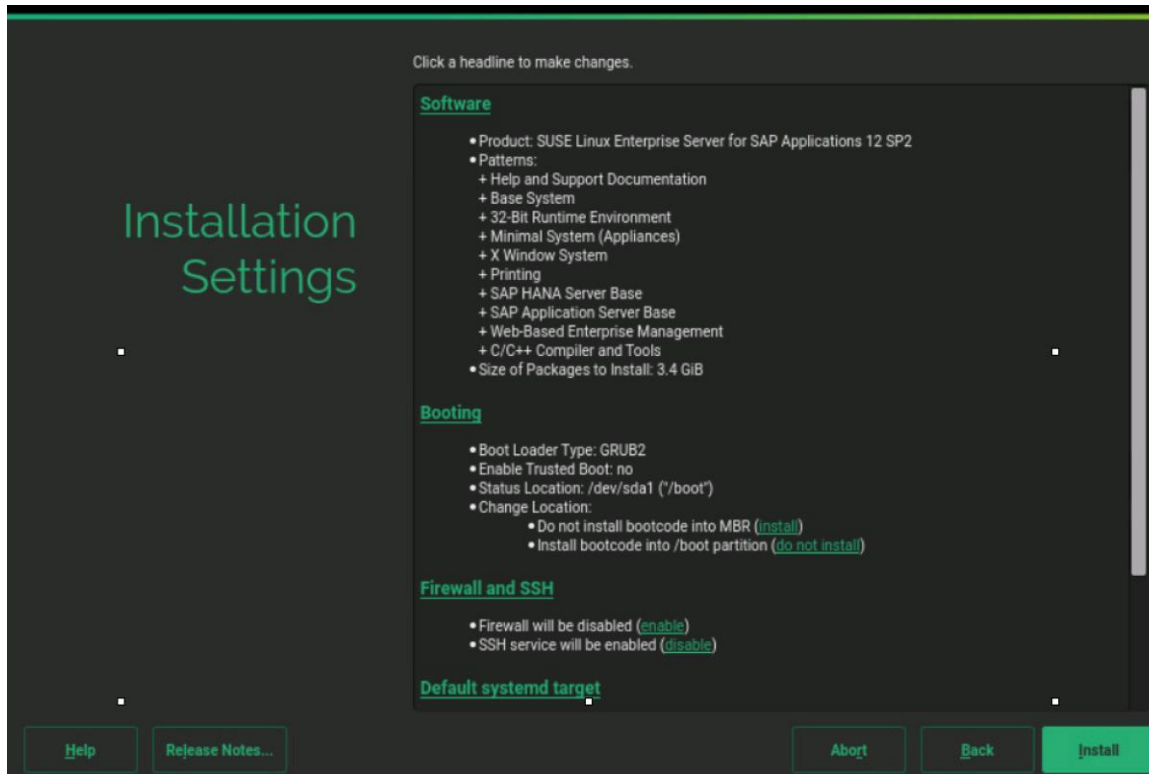 Click a headline to make changes.
Installation
Settings
Software
• Product: SUSE Linux Enterprise Server for SAP Applications 12 SP2
• Patterns:
+ Help and Support Documentation
+ Base System
+ 32-Bit Runtime Environment
+ Minimal System (Appliances)
+ X Window System
+ Printing
+ SAP HANA Server Base
+ SAP Application Server Base
+ Web-Based Enterprise Management
+ C/C++ Compiler and Tools
• Size of Packages to Install: 3.4 GiB
Booting
• Boot Loader Type: GRUB2
• Enable Trusted Boot: no
• Status Location: /dev/sda1 ("/boot")
• Change Location:
• Do not install bootcode into MBR (install)
• Install bootcode into /boot partition (do not install)
Firewall and SSH
• Firewall will be disabled (enable)
• SSH service will be enabled (disable)
Default systemd target
Help
Release Notes...
Abort
Back
Install